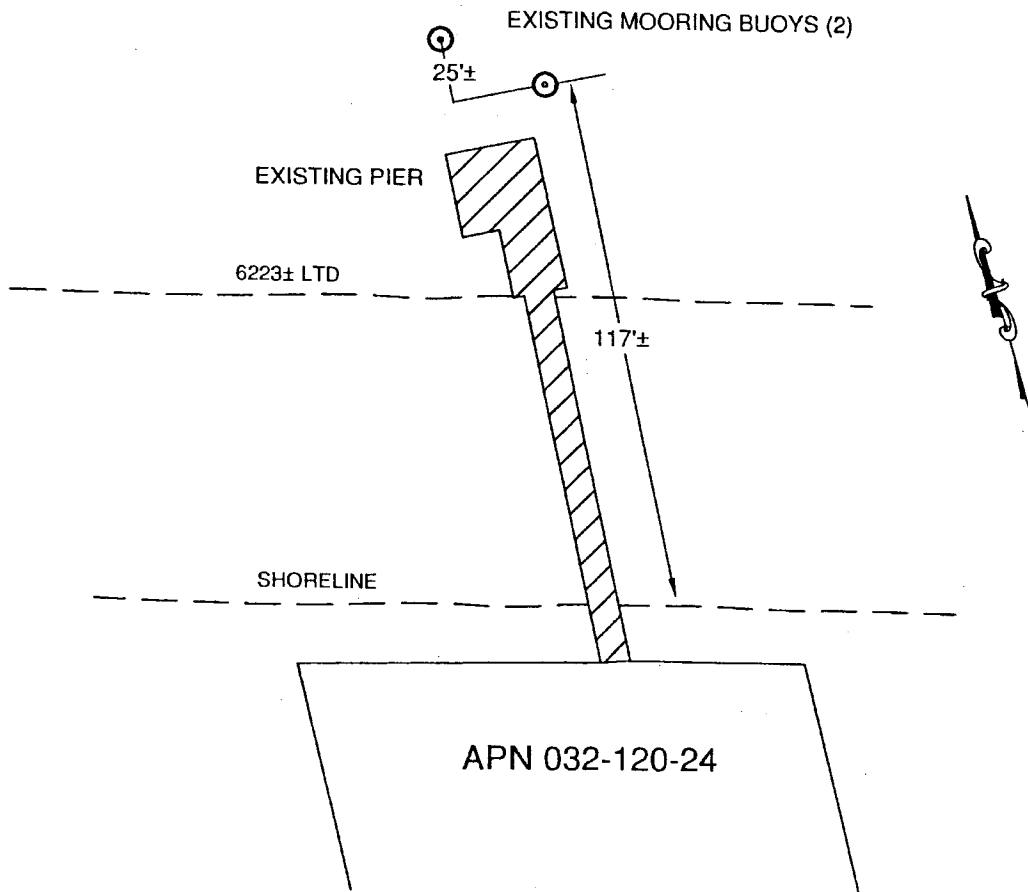 EXISTING MOORING BUOYS (2)
25'±
EXISTING PIER
6223± LTD
117'±
SHORELINE
APN 032-120-24